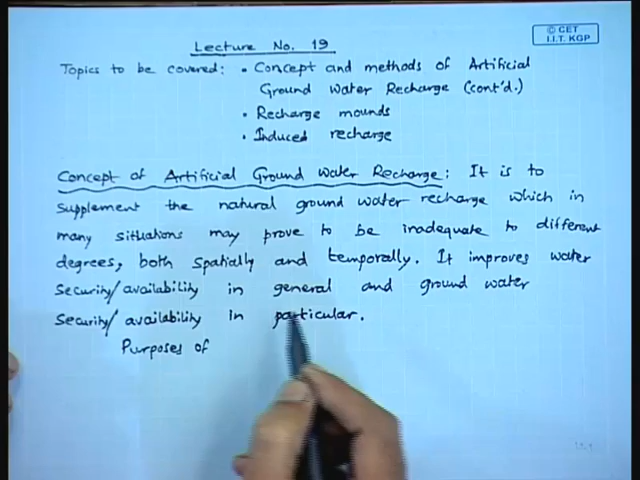 © CET
I.I.T. KGP
Lecture No. 19
Topics to be covered: • Concept and methods of Artificial
Ground Water Recharge (cont'd.)
• Recharge mounds
• Induced recharge
Concept of Artificial Ground Water Recharge: It is to
supplement the natural ground water recharge which in
many situations may prove to be inadequate to different
degrees, both spatially and temporally. It improves water
security/availability in general and ground water
security/availability in particular.
Purposes of